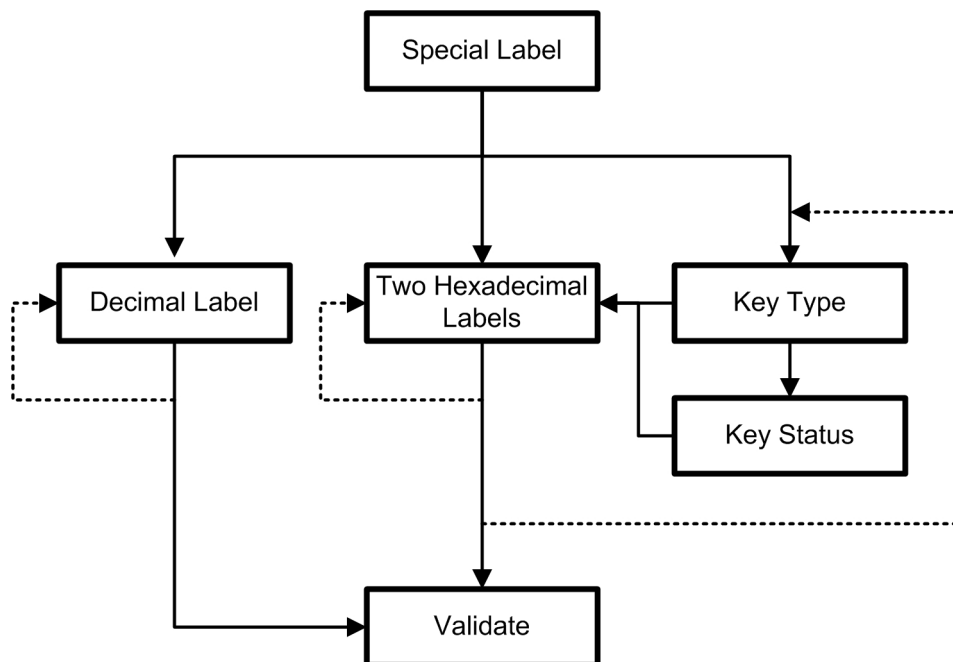 Special Label
Decimal Label
Two Hexadecimal
Labels
Key Type
Key Status
Validate